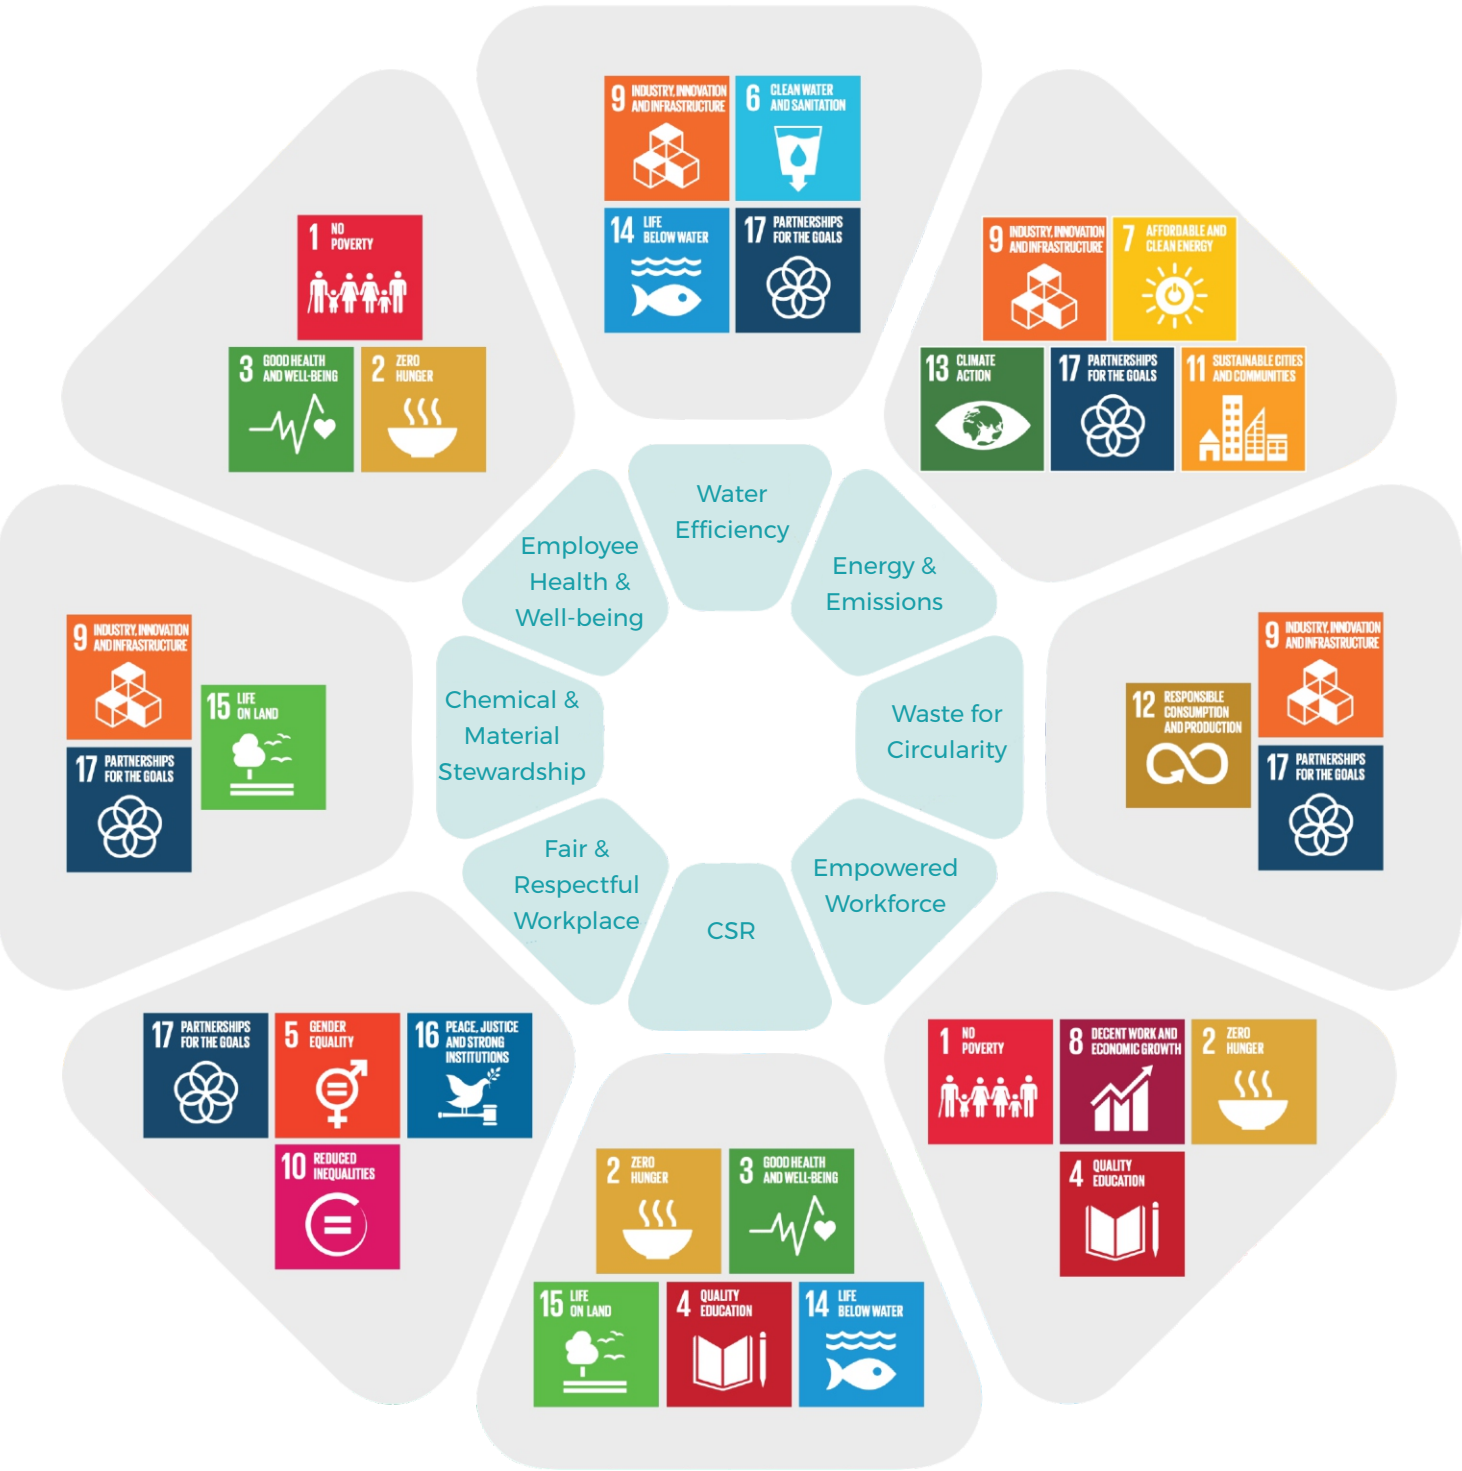 9 INDUSTRY, INNOVATION
AND INFRASTRUCTURE
6 CLEAN WATER
AND SANITATION
14 LIFE
BELOW WATER
17 PARTNERSHIPS
FOR THE GOALS
9 INDUSTRY, INNOVATION
AND INFRASTRUCTURE
7 AFFORDABLE AND
CLEAN ENERGY
13 CLIMATE
ACTION
17 PARTNERSHIPS
FOR THE GOALS
11 SUSTAINABLE CITIES
AND COMMUNITIES
9 INDUSTRY, INNOVATION
AND INFRASTRUCTURE
12 RESPONSIBLE
CONSUMPTION
AND PRODUCTION
17 PARTNERSHIPS
FOR THE GOALS
1 NO
POVERTY
8 DECENT WORK AND
ECONOMIC GROWTH
2 ZERO
HUNGER
4 QUALITY
EDUCATION
2 ZERO
HUNGER
3 GOOD HEALTH
AND WELL-BEING
15 LIFE
ON LAND
4 QUALITY
EDUCATION
14 LIFE
BELOW WATER
17 PARTNERSHIPS
FOR THE GOALS
5 GENDER
EQUALITY
16 PEACE, JUSTICE
AND STRONG
INSTITUTIONS
10 REDUCED
INEQUALITIES
9 INDUSTRY, INNOVATION
AND INFRASTRUCTURE
15 LIFE
ON LAND
17 PARTNERSHIPS
FOR THE GOALS
1 NO
POVERTY
3 GOOD HEALTH
AND WELL-BEING
2 ZERO
HUNGER
Water
Efficiency
Energy &
Emissions
Waste for
Circularity
Empowered
Workforce
CSR
Fair &
Respectful
Workplace
Chemical &
Material
Stewardship
Employee
Health &
Well-being